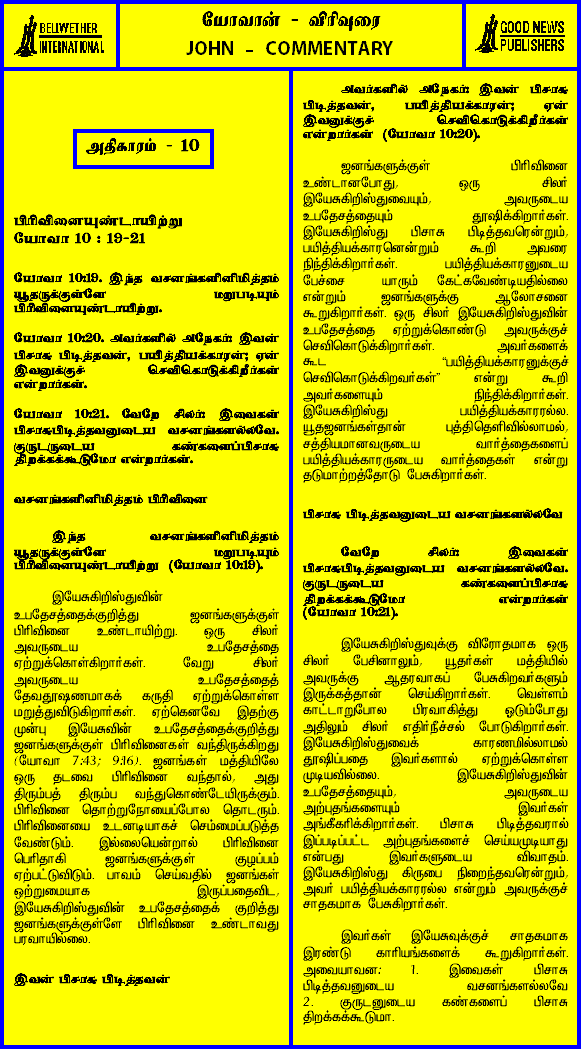 BELWETHER
INTERNATIONAL
யோவான் - விரிவுரை
JOHN - COMMENTARY
GOOD NEWS
PUBLISHERS
அதிகாரம் - 10
பிரிவினையுண்டாயிற்று
யோவா 10 : 19-21
யோவா 10:19. இந்த வசனங்களினிமித்தம்
யூதருக்குள்ளே மறுபடியும்
பிரிவினையுண்டாயிற்று.
யோவா 10:20. அவர்களில் அநேகர்: இவன்
பிசாசு பிடித்தவன், பயித்தியக்காரன்; ஏன்
இவனுக்குச் செவிகொடுக்கிறீர்கள்
என்றார்கள்.
யோவா 10:21. வேறே சிலர்: இவைகள்
பிசாசுபிடித்தவனுடைய வசனங்களல்லவே.
குருடருடைய கண்களைப்பிசாசு
திறக்கக்கூடுமோ என்றார்கள்.
வசனங்களினிமித்தம் பிரிவினை
இந்த வசனங்களினிமித்தம்
யூதருக்குள்ளே மறுபடியும்
பிரிவினையுண்டாயிற்று (யோவா 10:19).
இயேசுகிறிஸ்துவின்
உபதேசத்தைக்குறித்து ஜனங்களுக்குள்
பிரிவினை உண்டாயிற்று. ஒரு சிலர்
அவருடைய உபதேசத்தை
ஏற்றுக்கொள்கிறார்கள். வேறு சிலர்
அவருடைய உபதேசத்தைத்
தேவதூஷணமாகக் கருதி ஏற்றுக்கொள்ள
மறுத்துவிடுகிறார்கள். ஏற்கெனவே இதற்கு
முன்பு இயேசுவின் உபதேசத்தைக்குறித்து
ஜனங்களுக்குள் பிரிவினைகள் வந்திருக்கிறது
(யோவா 7:43; 9:16). ஜனங்கள் மத்தியிலே
ஒரு தடவை பிரிவினை வந்தால், அது
திரும்பத் திரும்ப வந்துகொண்டேயிருக்கும்.
பிரிவினை தொற்றுநோயைப்போல தொடரும்.
பிரிவினையை உடனடியாகச் செம்மைப்படுத்த
வேண்டும். இல்லையென்றால் பிரிவினை
பெரிதாகி ஜனங்களுக்குள் குழப்பம்
ஏற்பட்டுவிடும். பாவம் செய்வதில் ஜனங்கள்
ஒற்றுமையாக இருப்பதைவிட,
இயேசுகிறிஸ்துவின் உபதேசத்தைக் குறித்து
ஜனங்களுக்குள்ளே பிரிவினை உண்டாவது
பரவாயில்லை.
இவன் பிசாசு பிடித்தவன்
அவர்களில் அநேகர்: இவன் பிசாசு
பிடித்தவன், பயித்தியக்காரன்; ஏன்
இவனுக்குச் செவிகொடுக்கிறீர்கள்
என்றார்கள் (யோவா 10:20).
ஜனங்களுக்குள் பிரிவினை
உண்டானபோது, ஒரு சிலர்
இயேசுகிறிஸ்துவையும், அவருடைய
உபதேசத்தையும் தூஷிக்கிறார்கள்.
இயேசுகிறிஸ்து பிசாசு பிடித்தவரென்றும்,
பயித்தியக்காரனென்றும் கூறி அவரை
நிந்திக்கிறார்கள். பயித்தியக்காரனுடைய
பேச்சை யாரும் கேட்கவேண்டியதில்லை
என்றும் ஜனங்களுக்கு ஆலோசனை
கூறுகிறார்கள். ஒரு சிலர் இயேசுகிறிஸ்துவின்
உபதேசத்தை ஏற்றுக்கொண்டு அவருக்குச்
செவிகொடுக்கிறார்கள். அவர்களைக்
கூட “பயித்தியக்காரனுக்குச்
செவிகொடுக்கிறவர்கள்” என்று கூறி
அவர்களையும் நிந்திக்கிறார்கள்.
இயேசுகிறிஸ்து பயித்தியக்காரரல்ல.
யூதஜனங்கள்தான் புத்திதெளிவில்லாமல்,
சத்தியமானவருடைய வார்த்தைகளைப்
பயித்தியக்காரருடைய வார்த்தைகள் என்று
தடுமாற்றத்தோடு பேசுகிறார்கள்.
பிசாசு பிடித்தவனுடைய வசனங்களல்லவே
வேறே சிலர்: இவைகள்
பிசாசுபிடித்தவனுடைய வசனங்களல்லவே.
குருடருடைய கண்களைப்பிசாசு
திறக்கக்கூடுமோ என்றார்கள்
(யோவா 10:21).
இயேசுகிறிஸ்துவுக்கு விரோதமாக ஒரு
சிலர் பேசினாலும், யூதர்கள் மத்தியில்
அவருக்கு ஆதரவாகப் பேசுகிறவர்களும்
இருக்கத்தான் செய்கிறார்கள். வெள்ளம்
காட்டாறுபோல பிரவாகித்து ஓடும்போது
அதிலும் சிலர் எதிர்நீச்சல் போடுகிறார்கள்.
இயேசுகிறிஸ்துவைக் காரணமில்லாமல்
தூஷிப்பதை இவர்களால் ஏற்றுக்கொள்ள
முடியவில்லை. இயேசுகிறிஸ்துவின்
உபதேசத்தையும், அவருடைய
அற்புதங்களையும் இவர்கள்
அங்கீகரிக்கிறார்கள். பிசாசு பிடித்தவரால்
இப்படிப்பட்ட அற்புதங்களைச் செய்யமுடியாது
என்பது இவர்களுடைய விவாதம்.
இயேசுகிறிஸ்து கிருபை நிறைந்தவரென்றும்,
அவர் பயித்தியக்காரரல்ல என்றும் அவருக்குச்
சாதகமாக பேசுகிறார்கள்.
இவர்கள் இயேசுவுக்குச் சாதகமாக
இரண்டு காரியங்களைக் கூறுகிறார்கள்.
அவையாவன: 1. இவைகள் பிசாசு
பிடித்தவனுடைய வசனங்களல்லவே
2. குருடனுடைய கண்களைப் பிசாசு
திறக்கக்கூடுமா.